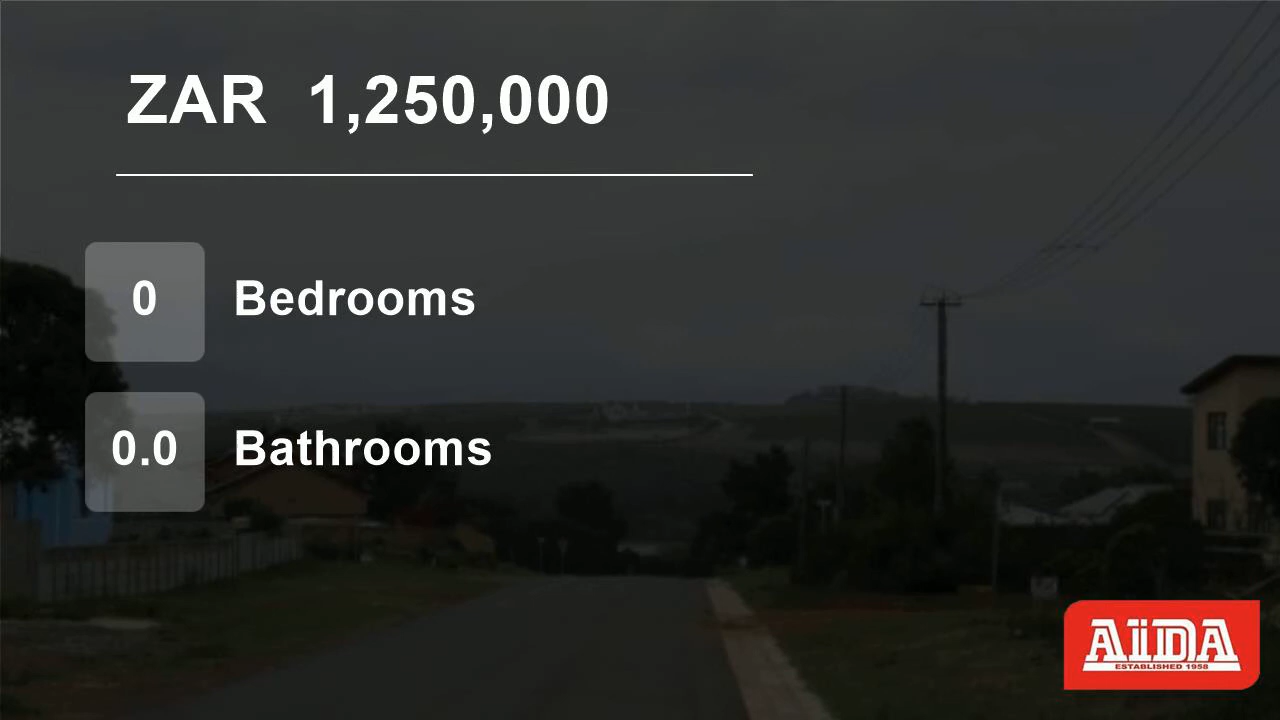 ZAR 1,250,000
0 Bedrooms
0.0 Bathrooms
AIDA
ESTABLISHED 1958